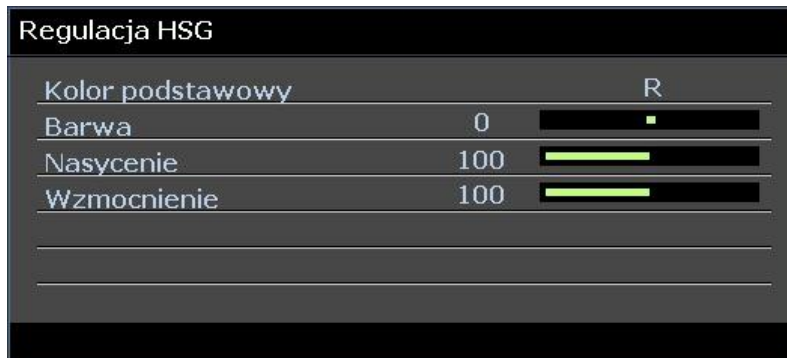 Regulacja HSG
Kolor podstawowy R
Barwa 0
Nasycenie 100
Wzmocnienie 100